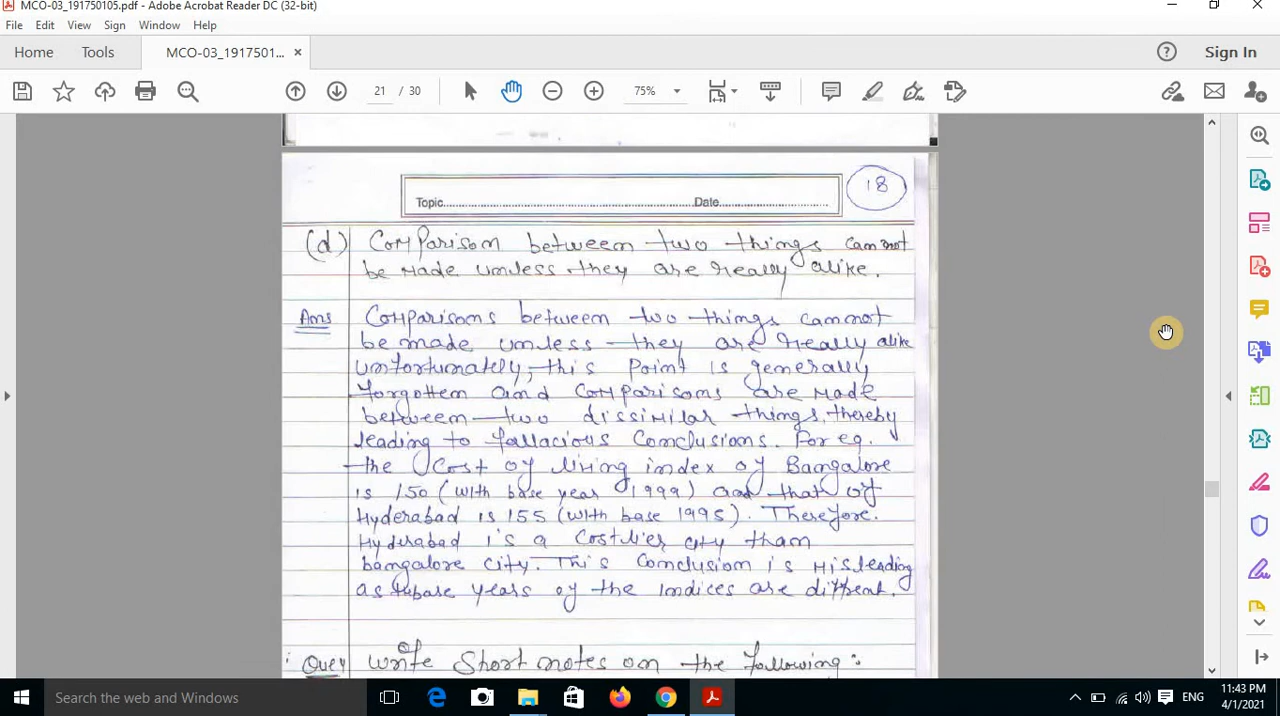 MCO-03_191750105.pdf - Adobe Acrobat Reader DC (32-bit)
File Edit View Sign Window Help
Home Tools MCO-03_1917501... × Sign In
21 / 30 75%
18
Topic Date
(d) Comparison between two things cannot
be made unless they are really alike.
Ans Comparisons between two things cannot
be made unless they are really alike
unfortunately, this point is generally
forgotten and comparisons are made
between two dissimilar things, thereby
leading to fallacious conclusions. For eg.
the cost of living index of Bangalore
is 150 (with base year 1999) and that of
Hyderabad is 155 (with base 1995). Therefore.
Hyderabad is a costlier city than
bangalore city. This conclusion is misleading
as base years of the indices are different.
Ques write of short notes on the following:
Search the web and Windows
ENG
11:43 PM
4/1/2021